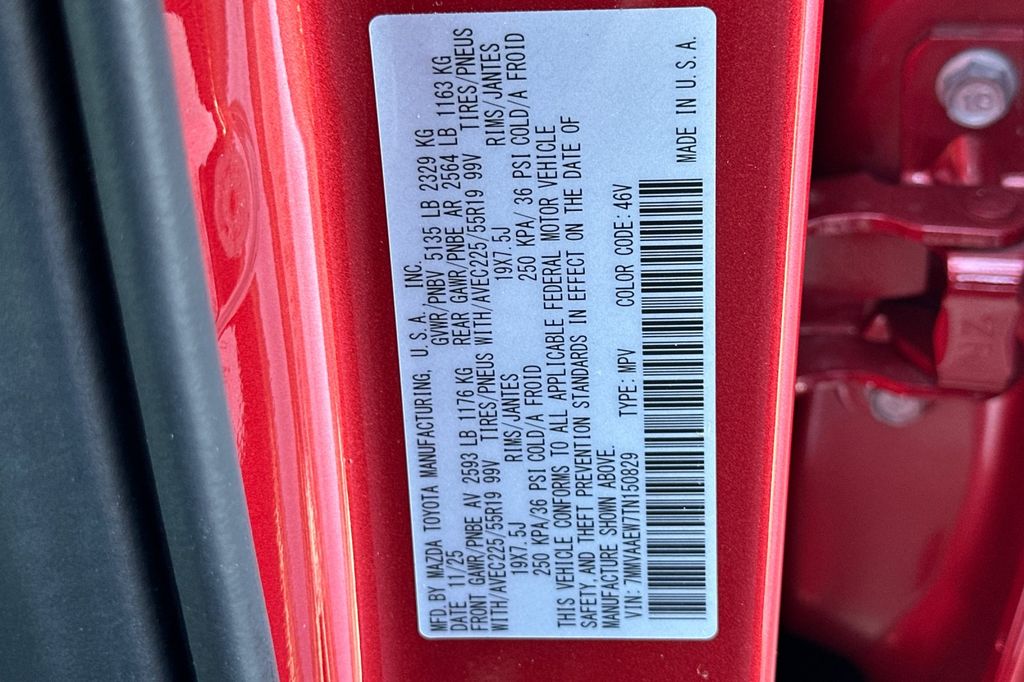 MFD. BY MAZDA TOYOTA MANUFACTURING, U.S.A, INC.
DATE 11/25 GVWR/PNBV 5135 LB 2329 KG
FRONT GAWR/PNBE AV 2593 LB 1176 KG REAR GAWR/PNBE AR 2564 LB 1163 KG
WITH/AVEC225/55R19 99V TIRES/PNEUS WITH/AVEC225/55R19 99V TIRES/PNEUS
19X7.5J RIMS/JANTES 19X7.5J RIMS/JANTES
250 KPA/36 PSI COLD/A FROID 250 KPA/ 36 PSI COLD/A FROID
THIS VEHICLE CONFORMS TO ALL APPLICABLE FEDERAL MOTOR VEHICLE
SAFETY, AND THEFT PREVENTION STANDARDS IN EFFECT ON THE DATE OF
MANUFACTURE SHOWN ABOVE.
VIN: 7MMVAAEW7TN150829 TYPE: MPV COLOR CODE: 46V
MADE IN U.S.A.
10